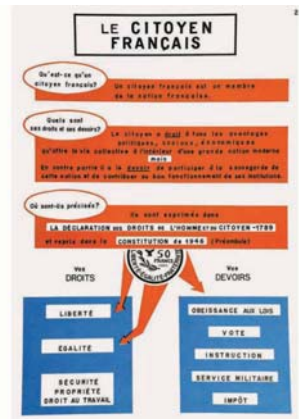 2
LE CITOYEN
FRANÇAIS
Qu'est-ce qu'un
citoyen français?
Un citoyen français est un membre
de la nation française.
Quels sont
ses droits et ses devoirs?
Le citoyen a droit à tous les avantages
politiques, sociaux, économiques
qu'offre la vie collective à l'intérieur d'une grande nation moderne
mais
En contre partie il a le devoir de participer à la sauvegarde de
cette nation et de contribuer au bon fonctionnement de ses institutions.
Où sont-ils précisés?
Ils sont exprimés dans
LA DÉCLARATION DES DROITS DE L'HOMME ET DU CITOYEN - 1789
et repris dans la CONSTITUTION de 1946 (Préambule)
50
FRANCS
LIBERTÉ ÉGALITÉ FRATERNITÉ
Vos
DROITS
Vos
DEVOIRS
LIBERTÉ
ÉGALITÉ
SÉCURITÉ
PROPRIÉTÉ
DROIT AU TRAVAIL
OBEISSANCE AUX LOIS
VOTE
INSTRUCTION
SERVICE MILITAIRE
IMPÔT